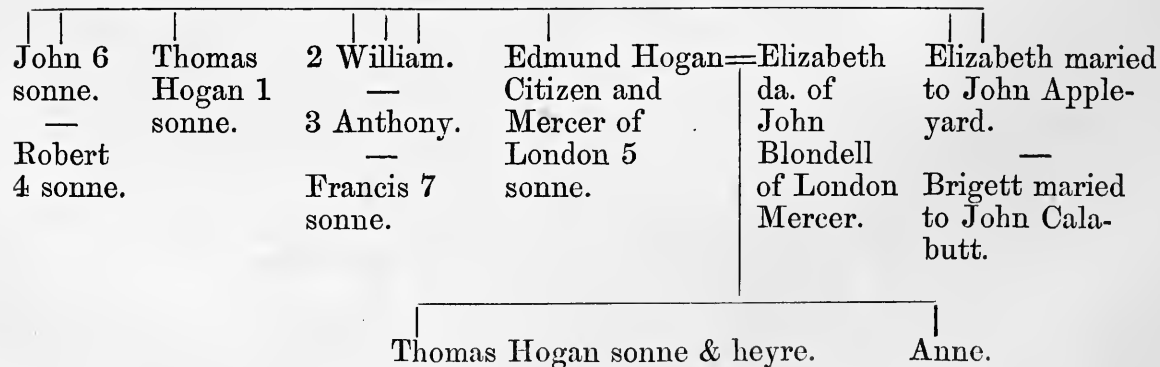 John 6
sonne.
—
Robert
4 sonne.
Thomas
Hogan 1
sonne.
2 William.
—
3 Anthony.
—
Francis 7
sonne.
Edmund Hogan=
Citizen and
Mercer of
London 5
sonne.
Elizabeth
da. of
John
Blondell
of London
Mercer.
Elizabeth maried
to John Apple-
yard.
—
Brigett maried
to John Cala-
butt.
Thomas Hogan sonne & heyre.
Anne.